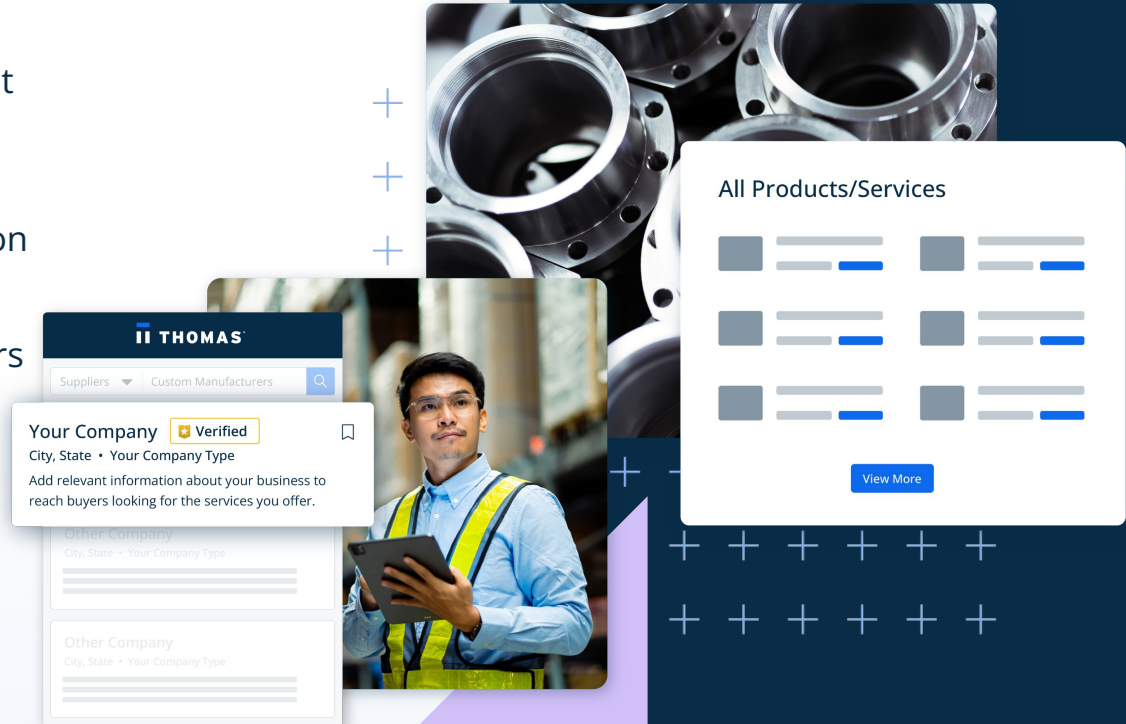 t
on
rs
THOMAS
Suppliers
Custom Manufacturers
Your Company
Verified
City, State • Your Company Type
Add relevant information about your business to
reach buyers looking for the services you offer.
Other Company
City, State • Your Company Type
Other Company
City, State • Your Company Type
All Products/Services
View More